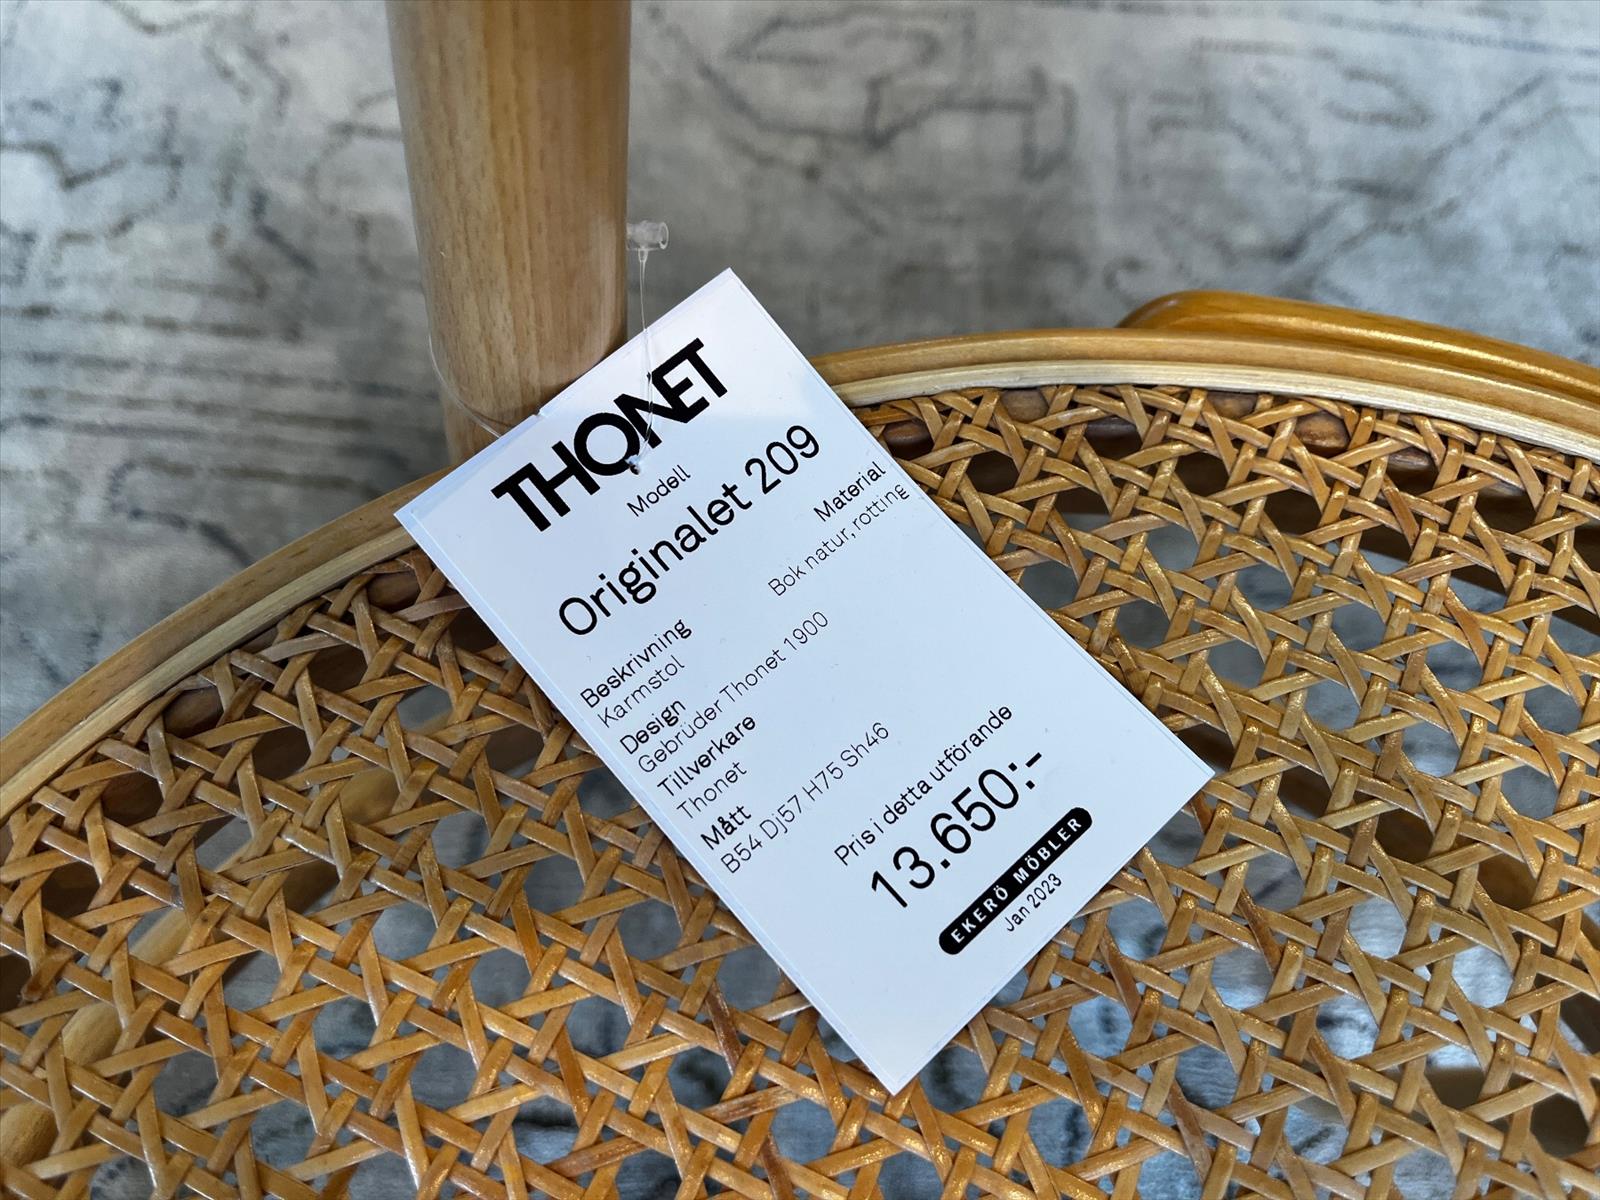 THONET
Modell
Originalet 209
Material
Bok natur, rotting
Beskrivning
Karmstol
Design
Gebrüder Thonet 1900
Tillverkare
Thonet
Mått
B54 Dj57 H75 Sh46
Pris i detta utförande
13.650:-
EKERÖ MÖBLER
Jan 2023